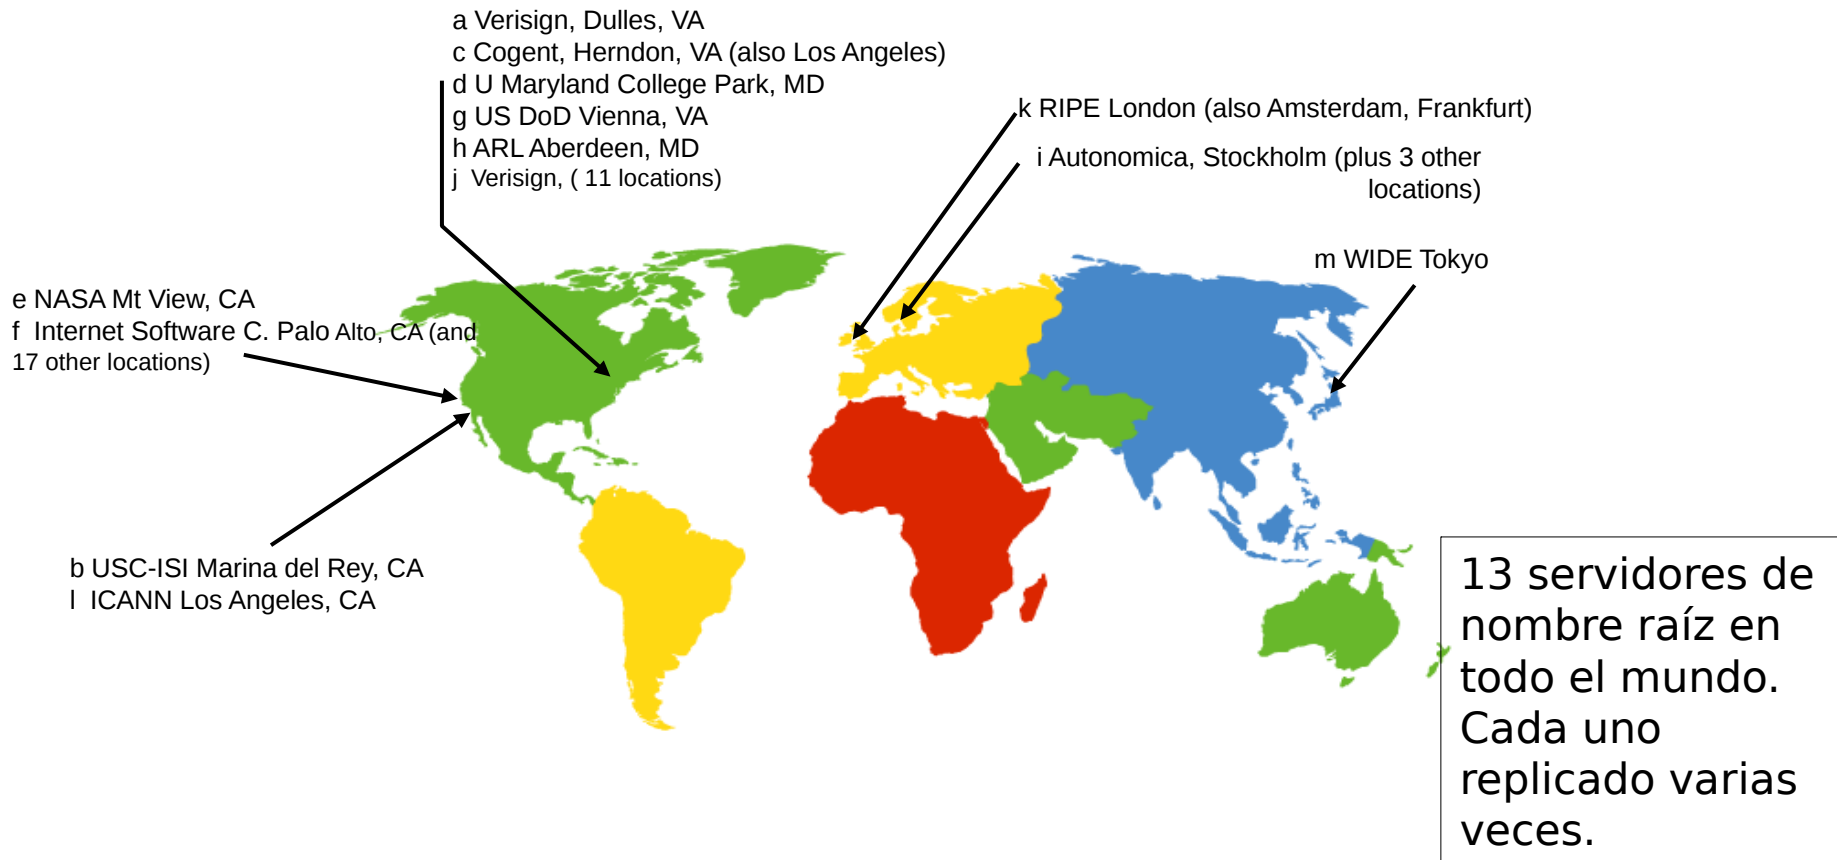 a Verisign, Dulles, VA
c Cogent, Herndon, VA (also Los Angeles)
d U Maryland College Park, MD
g US DoD Vienna, VA
h ARL Aberdeen, MD
j Verisign, ( 11 locations)
k RIPE London (also Amsterdam, Frankfurt)
i Autonomica, Stockholm (plus 3 other
locations)
m WIDE Tokyo
e NASA Mt View, CA
f Internet Software C. Palo Alto, CA (and
17 other locations)
b USC-ISI Marina del Rey, CA
l ICANN Los Angeles, CA
13 servidores de
nombre raíz en
todo el mundo.
Cada uno
replicado varias
veces.